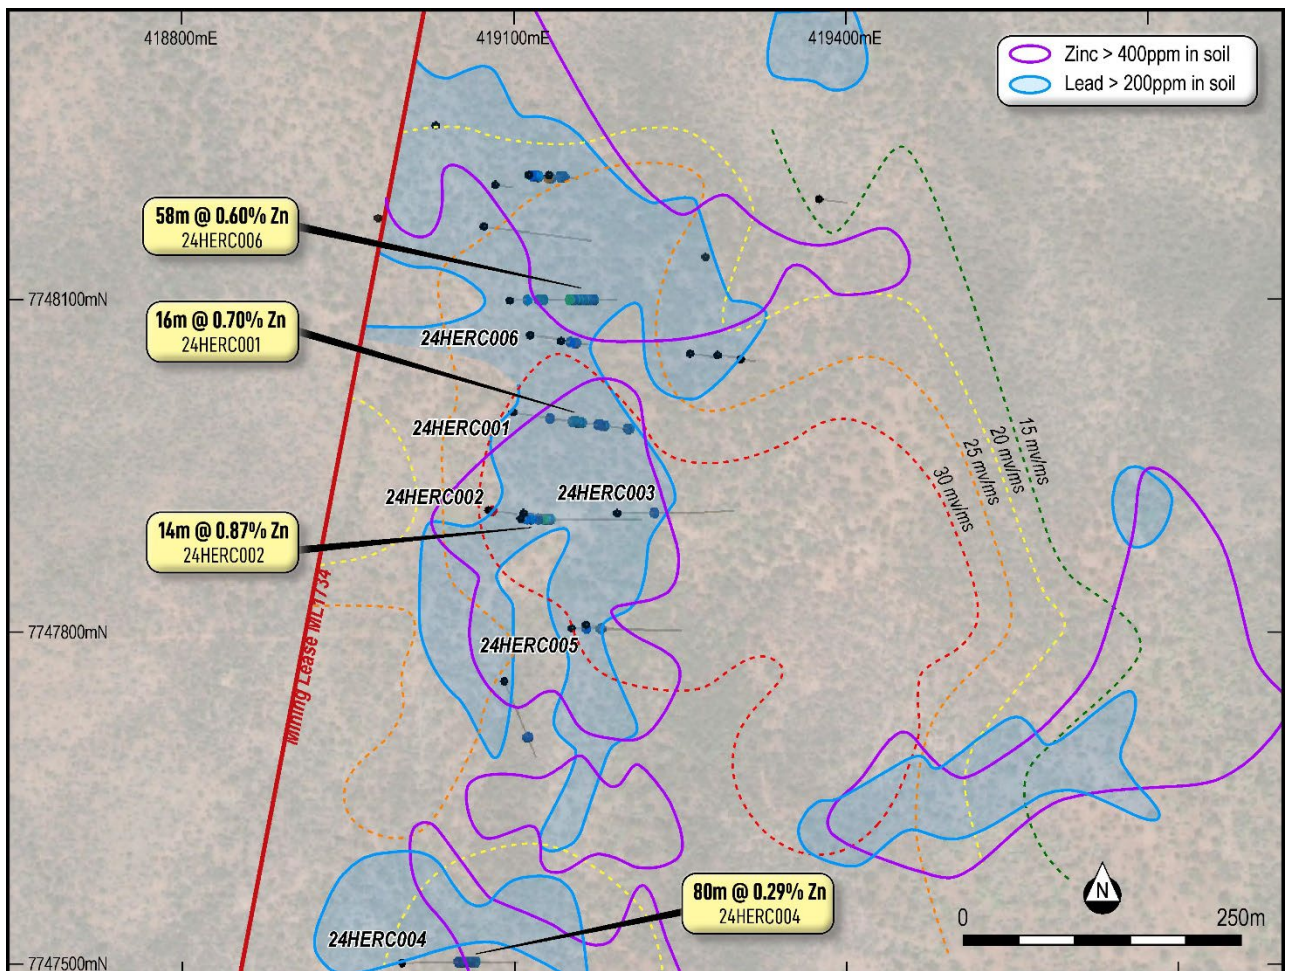 418800mE
419100mE
419400mE
Zinc > 400ppm in soil
Lead > 200ppm in soil
58m @ 0.60% Zn
24HERC006
7748100mN
16m @ 0.70% Zn
24HERC001
24HERC006
24HERC001
24HERC002
24HERC003
15 mv/ms
20 mv/ms
25 mv/ms
30 mv/ms
14m @ 0.87% Zn
24HERC002
Mining Lease ML1734
7747800mN
24HERC005
80m @ 0.29% Zn
24HERC004
24HERC004
N
0
250m
7747500mN